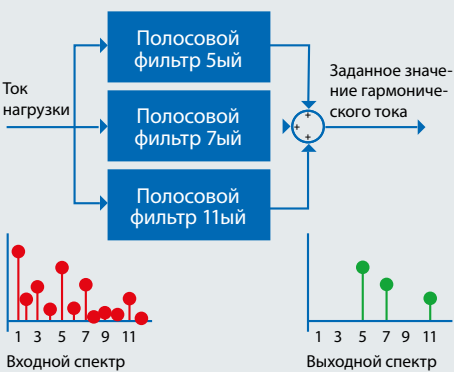 Полосовой
фильтр 5ый
Ток
нагрузки
Полосовой
фильтр 7ый
Полосовой
фильтр 11ый
+
+
+
Заданное значе-
ние гармониче-
ского тока
1 3 5 7 9 11
Входной спектр
1 3 5 7 9 11
Выходной спектр